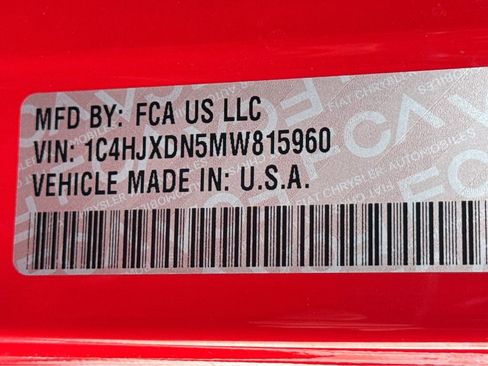 MFD BY: FCA US LLC
VIN: 1C4HJXDN5MW815960
VEHICLE MADE IN: U.S.A.